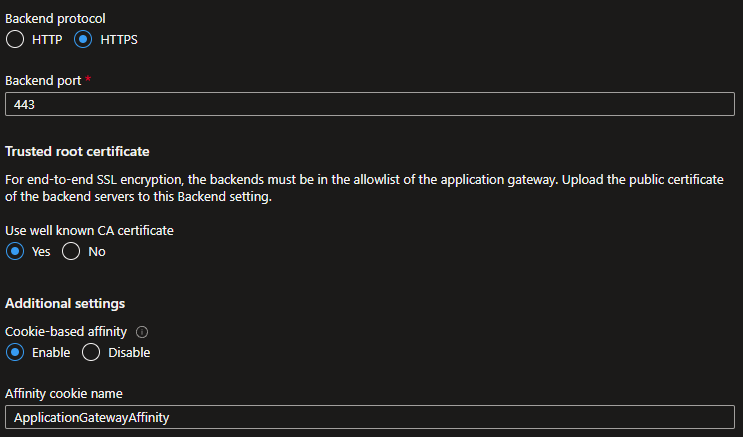 Backend protocol
HTTP HTTPS
Backend port *
443
Trusted root certificate
For end-to-end SSL encryption, the backends must be in the allowlist of the application gateway. Upload the public certificate
of the backend servers to this Backend setting.
Use well known CA certificate
Yes No
Additional settings
Cookie-based affinity
Enable Disable
Affinity cookie name
ApplicationGatewayAffinity